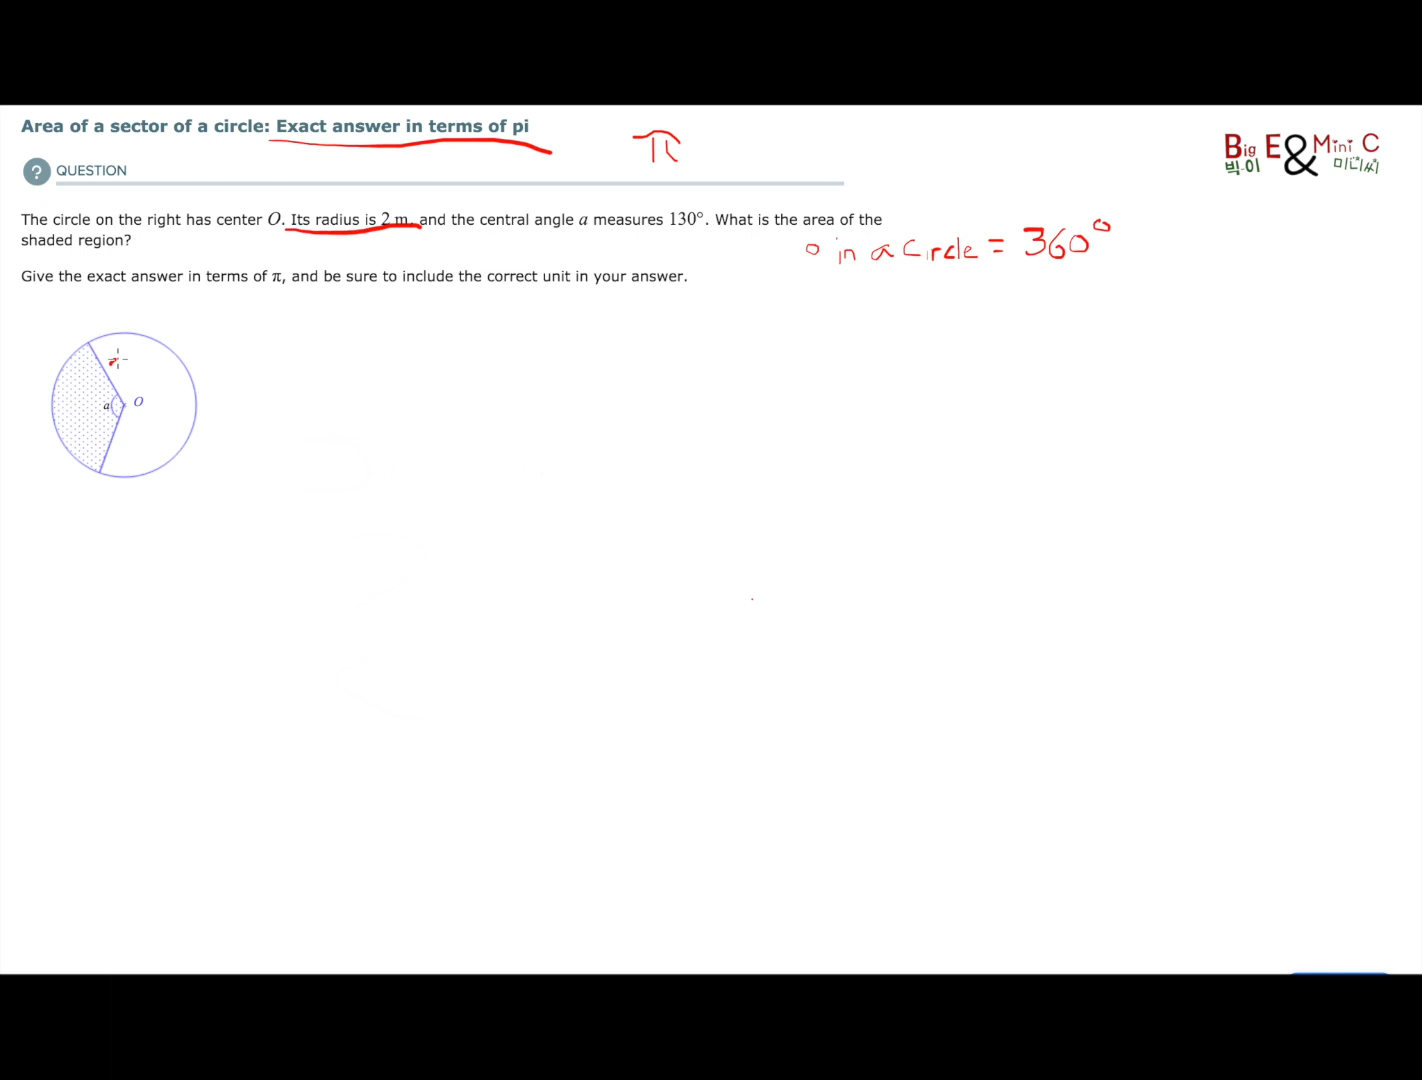 Area of a sector of a circle: Exact answer in terms of pi
π
Big E & Mini C
빅이 미니씨
? QUESTION
The circle on the right has center O. Its radius is 2 m, and the central angle a measures 130°. What is the area of the
shaded region?
° in a circle = 360°
Give the exact answer in terms of π, and be sure to include the correct unit in your answer.
a O